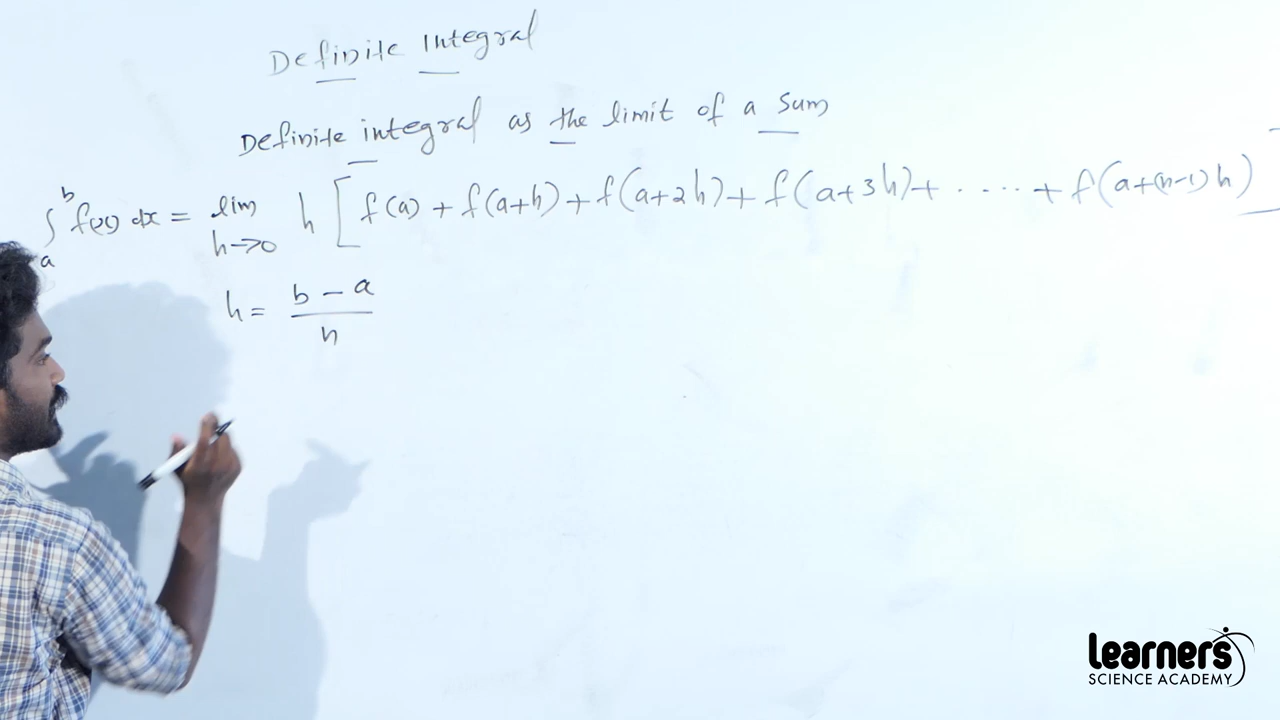 Definite Integral
Definite integral as the limit of a sum
∫ₐᵇ f(x) dx = lim h→0 h [ f(a) + f(a+h) + f(a+2h) + f(a+3h) + ..... + f(a+(n-1)h) ]
h = b - a / n
Learners
SCIENCE ACADEMY